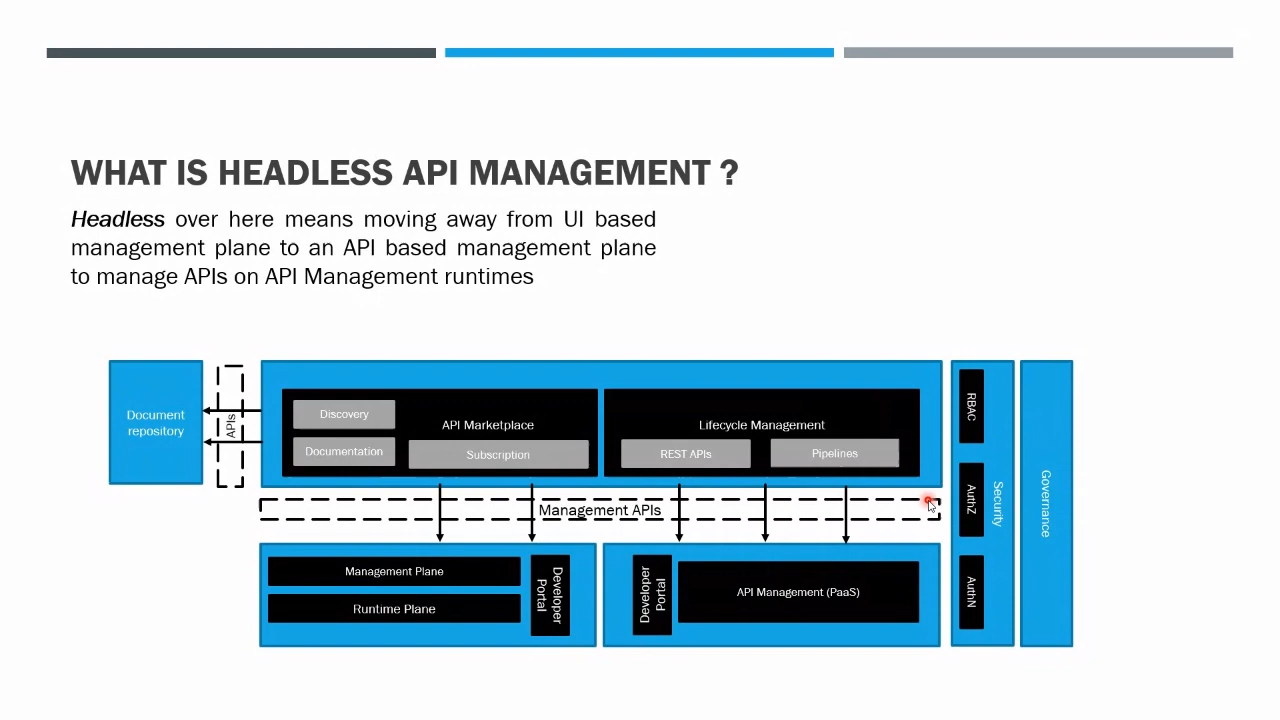 WHAT IS HEADLESS API MANAGEMENT ?
Headless over here means moving away from UI based
management plane to an API based management plane
to manage APIs on API Management runtimes
Document
repository
APIs
Discovery
Documentation
API Marketplace
Subscription
Lifecycle Management
REST APIs
Pipelines
Management APIs
Management Plane
Runtime Plane
Developer
Portal
Developer
Portal
API Management (PaaS)
RBAC
AuthZ
AuthN
Security
Governance